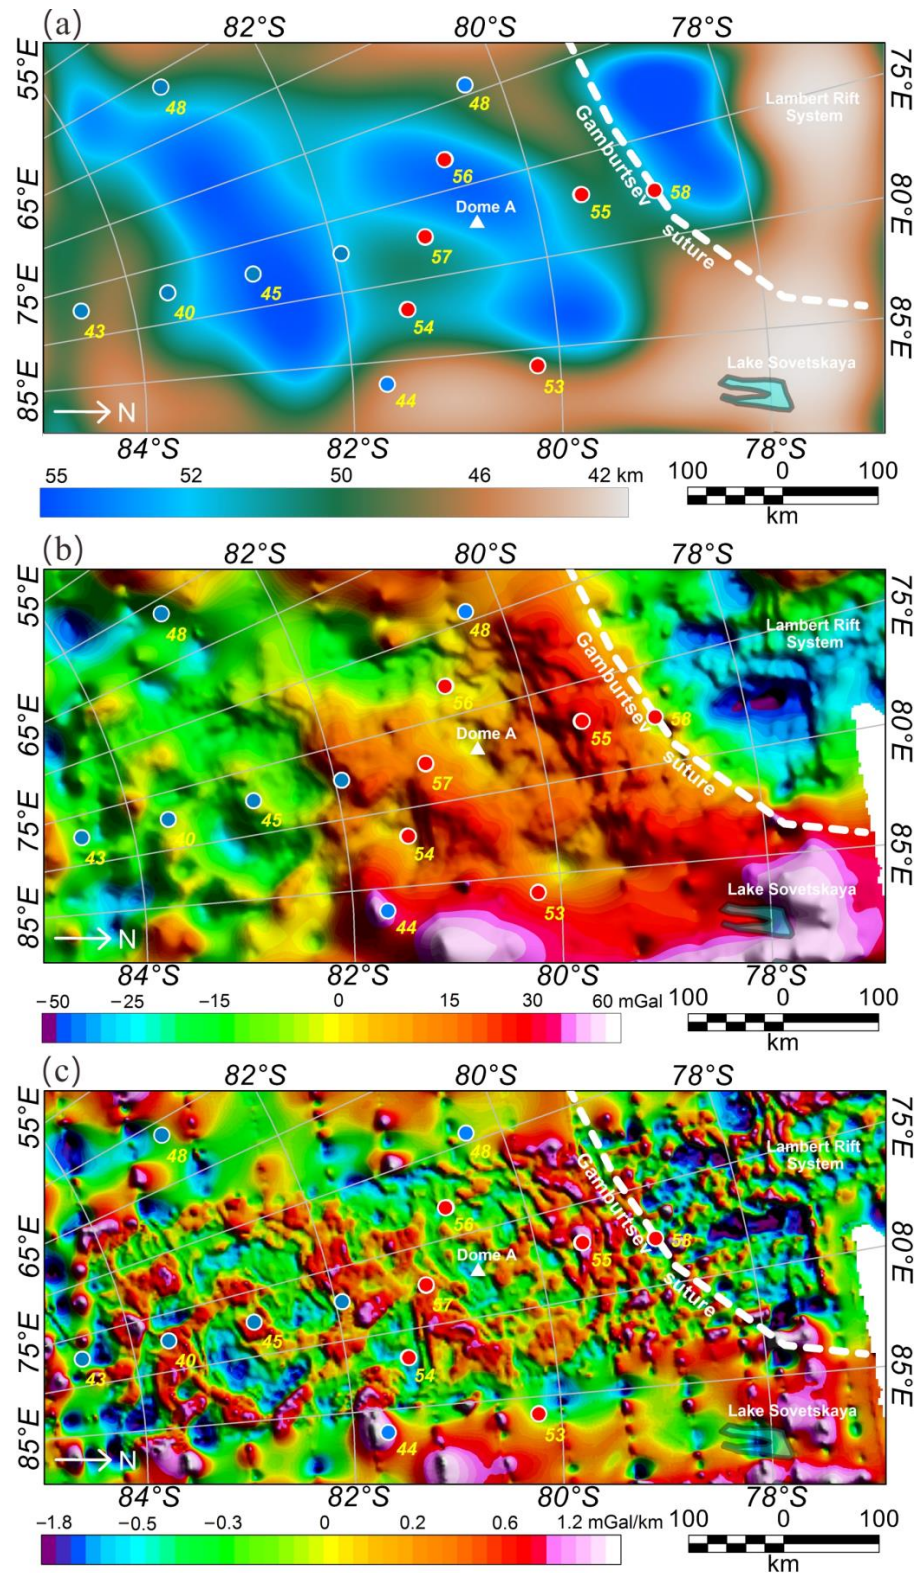 (a)
82°S
80°S
78°S
55°E
75°E
48
48
Lambert Rift
System
Gamburtsev
suture
56
55
58
Dome A
65°E
80°E
57
45
40
43
54
75°E
85°E
53
Lake Sovetskaya
44
85°E
N
84°S
82°S
80°S
78°S
55
52
50
46
42 km
100
0
100
km
(b)
82°S
80°S
78°S
55°E
75°E
48
48
Lambert Rift
System
Gamburtsev
suture
56
55
58
Dome A
65°E
80°E
57
45
40
43
54
75°E
85°E
53
Lake Sovetskaya
44
85°E
N
84°S
82°S
80°S
78°S
−50
−25
−15
0
15
30
60 mGal
100
0
100
km
(c)
82°S
80°S
78°S
55°E
75°E
48
48
Lambert Rift
System
Gamburtsev
suture
56
55
58
Dome A
65°E
80°E
57
45
40
43
54
75°E
85°E
53
Lake Sovetskaya
44
85°E
N
84°S
82°S
80°S
78°S
−1.8
−0.5
−0.3
0
0.2
0.6
1.2 mGal/km
100
0
100
km